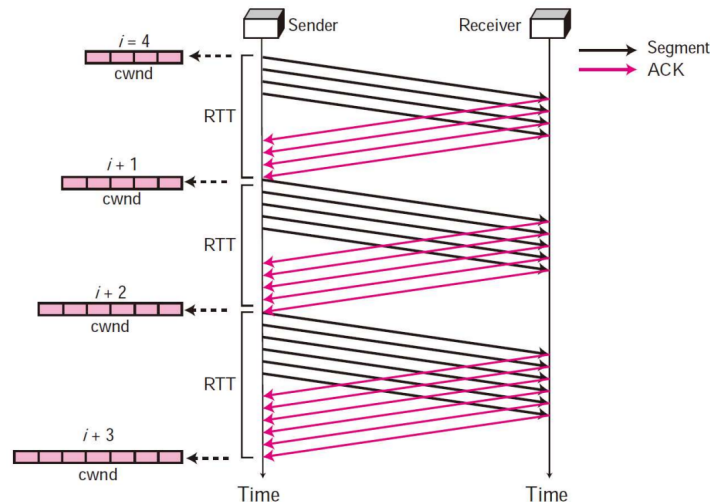 Sender
Receiver
Segment
ACK
i = 4
cwnd
RTT
i + 1
cwnd
RTT
i + 2
cwnd
RTT
i + 3
cwnd
Time
Time